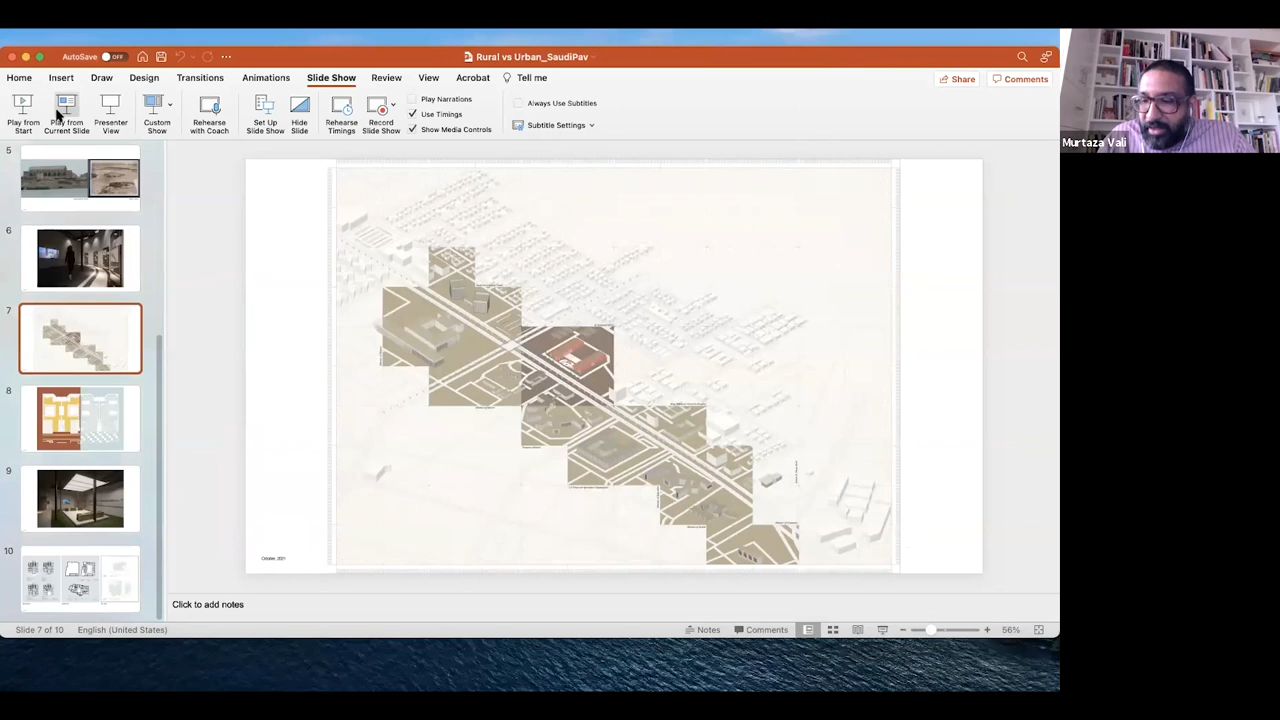 AutoSave OFF
Rural vs Urban_SaudiPav
Home Insert Draw Design Transitions Animations Slide Show Review View Acrobat Tell me
Share Comments
Play from Start
Play from Current Slide
Presenter View
Custom Show
Rehearse with Coach
Set Up Slide Show
Hide Slide
Rehearse Timings
Record Slide Show
Play Narrations
Use Timings
Show Media Controls
Always Use Subtitles
Subtitle Settings
Murtaza Vali
5
6
7
8
9
10
October, 2021
Click to add notes
Slide 7 of 10 English (United States) Notes Comments 56%